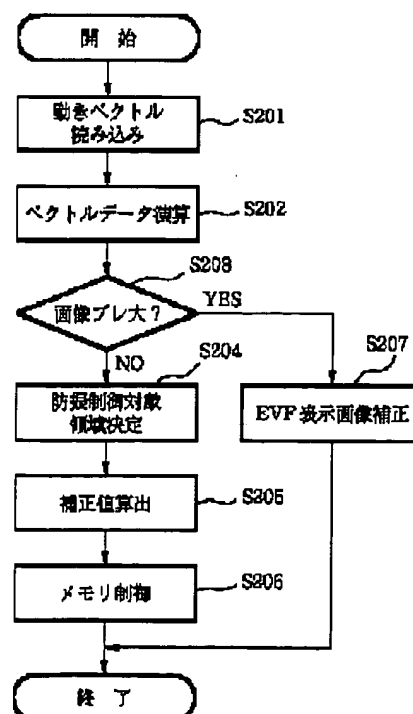 開 始
動きベクトル
読み込み
S201
ベクトルデータ演算
S202
S203
画像ブレ大?
YES
NO
S204
S207
防振制御対象
領域決定
EVF表示画像補正
補正値算出
S205
メモリ制御
S206
終 了